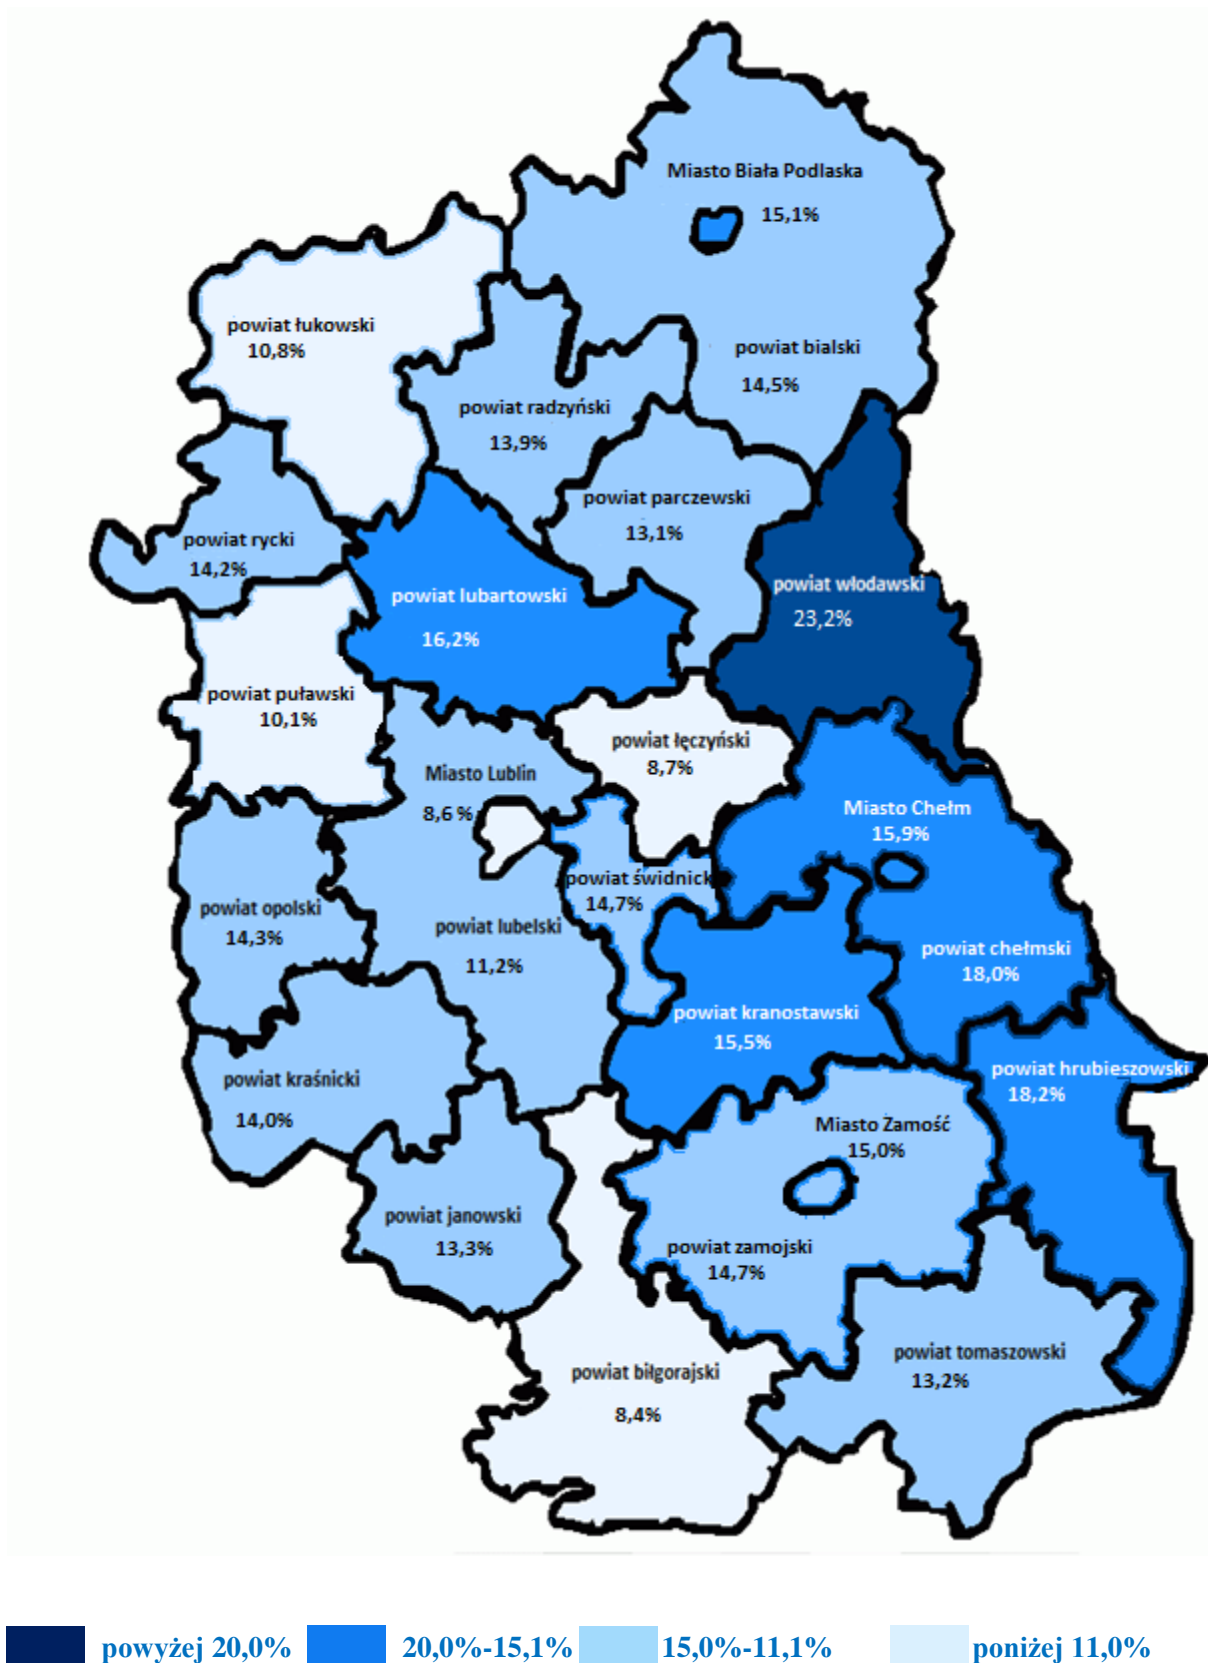 Miasto Biała Podlaska
15,1%
powiat łukowski
10,8%
powiat bialski
14,5%
powiat radzyński
13,9%
powiat parczewski
13,1%
powiat rycki
14,2%
powiat włodawski
23,2%
powiat lubartowski
16,2%
powiat puławski
10,1%
powiat łęczyński
8,7%
Miasto Lublin
8,6 %
Miasto Chełm
15,9%
powiat świdnick
14,7%
powiat opolski
14,3%
powiat lubelski
11,2%
powiat chełmski
18,0%
powiat kranostawski
15,5%
powiat hrubieszowski
18,2%
powiat kraśnicki
14,0%
Miasto Zamość
15,0%
powiat janowski
13,3%
powiat zamojski
14,7%
powiat tomaszowski
13,2%
powiat biłgorajski
8,4%
powyżej 20,0% 20,0%-15,1% 15,0%-11,1% poniżej 11,0%